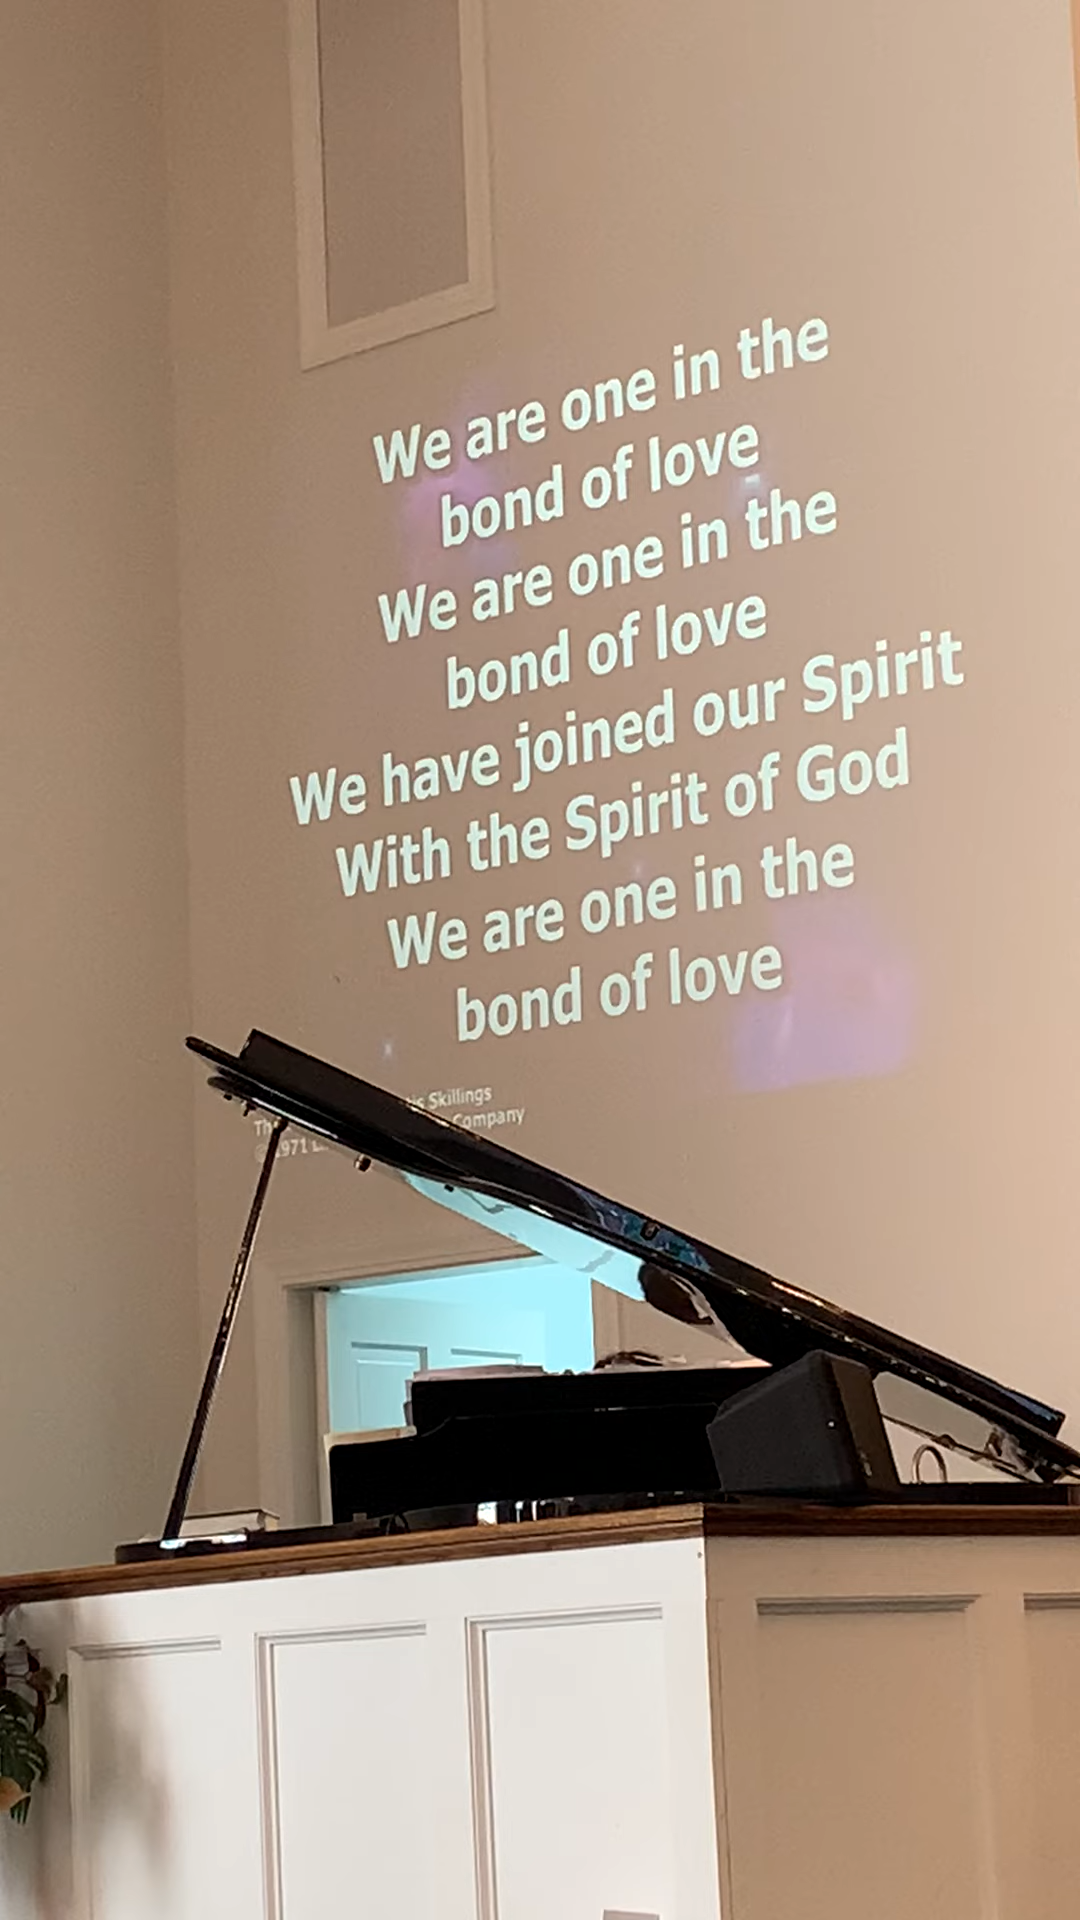 We are one in the
bond of love
We are one in the
bond of love
We have joined our Spirit
With the Spirit of God
We are one in the
bond of love
Skillings
Company